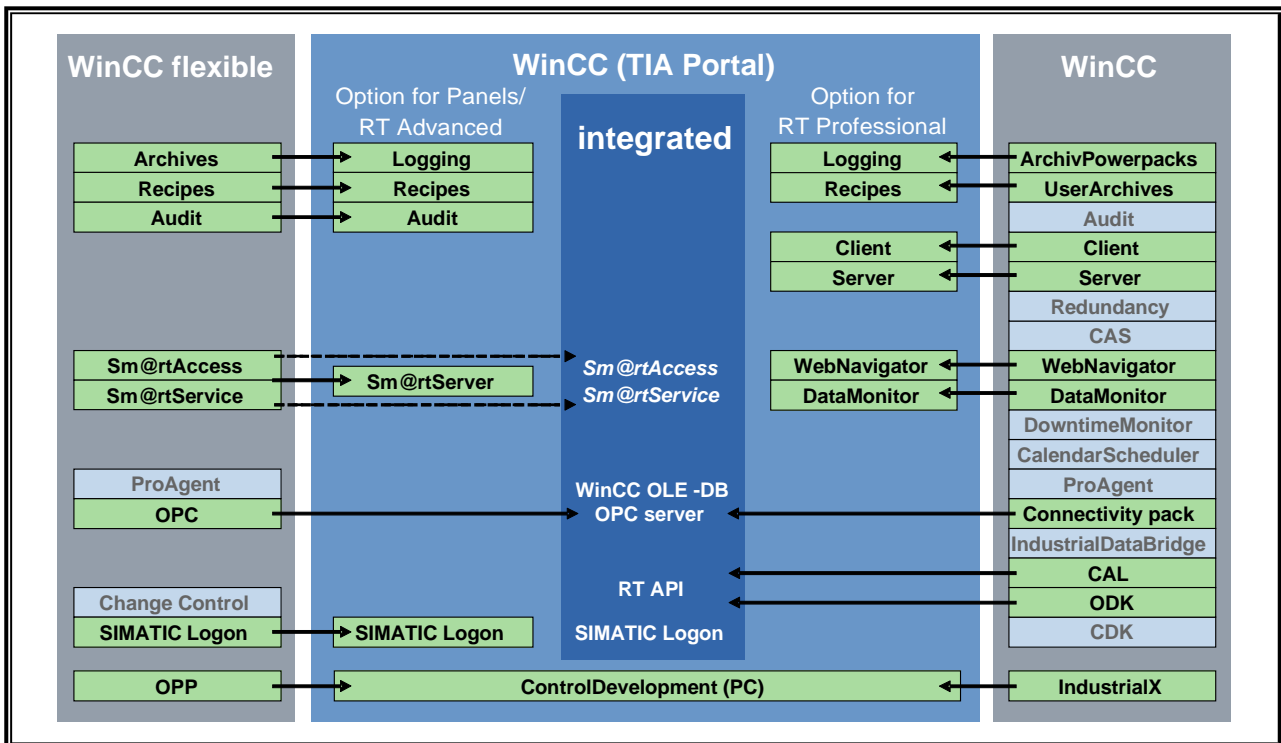 WinCC flexible
Archives
Recipes
Audit
Sm@rtAccess
Sm@rtService
ProAgent
OPC
Change Control
SIMATIC Logon
OPP
WinCC (TIA Portal)
Option for Panels/
RT Advanced
Logging
Recipes
Audit
Sm@rtServer
SIMATIC Logon
integrated
Sm@rtAccess
Sm@rtService
WinCC OLE -DB
OPC server
RT API
SIMATIC Logon
Option for
RT Professional
Logging
Recipes
Client
Server
WebNavigator
DataMonitor
ControlDevelopment (PC)
WinCC
ArchivPowerpacks
UserArchives
Audit
Client
Server
Redundancy
CAS
WebNavigator
DataMonitor
DowntimeMonitor
CalendarScheduler
ProAgent
Connectivity pack
IndustrialDataBridge
CAL
ODK
CDK
IndustrialX